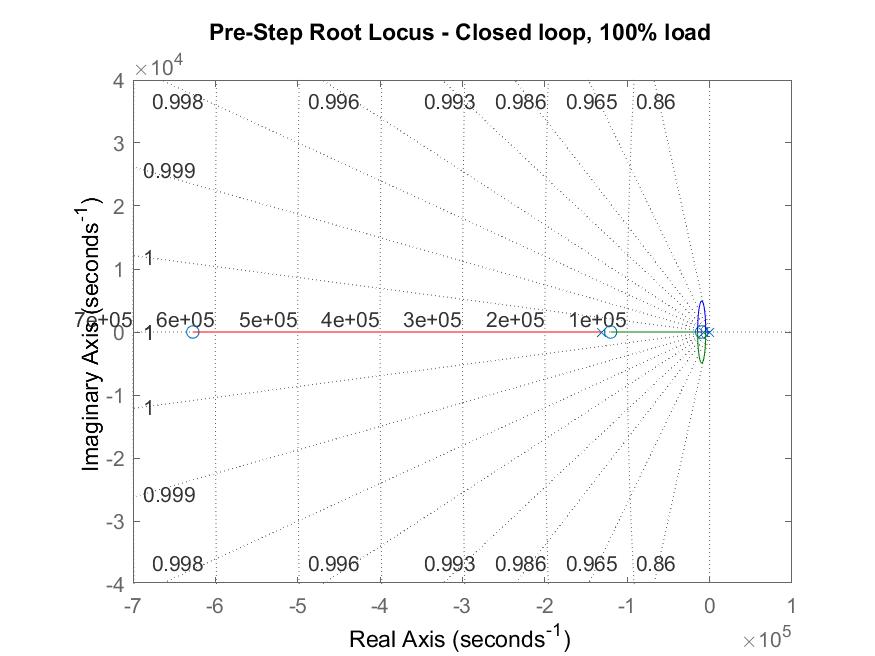 Pre-Step Root Locus - Closed loop, 100% load
×10⁴
4
3
2
1
0
-1
-2
-3
-4
Imaginary Axis (seconds⁻¹)
0.998 0.996 0.993 0.986 0.965 0.86
0.999
1
7e+05 6e+05 5e+05 4e+05 3e+05 2e+05 1e+05
1
1
0.999
0.998 0.996 0.993 0.986 0.965 0.86
-7 -6 -5 -4 -3 -2 -1 0 1
Real Axis (seconds⁻¹)
×10⁵